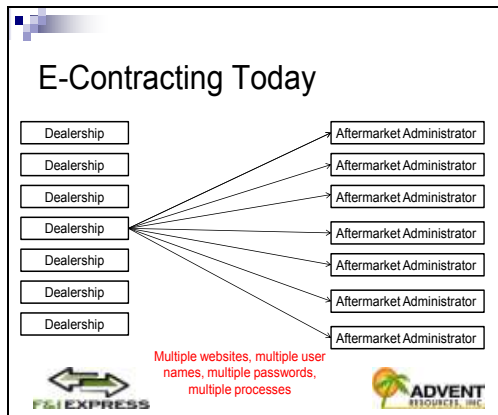 E-Contracting Today
Dealership
Dealership
Dealership
Dealership
Dealership
Dealership
Dealership
Aftermarket Administrator
Aftermarket Administrator
Aftermarket Administrator
Aftermarket Administrator
Aftermarket Administrator
Aftermarket Administrator
Aftermarket Administrator
Multiple websites, multiple user
names, multiple passwords,
multiple processes
F&I EXPRESS
ADVENT
RESOURCES, INC.